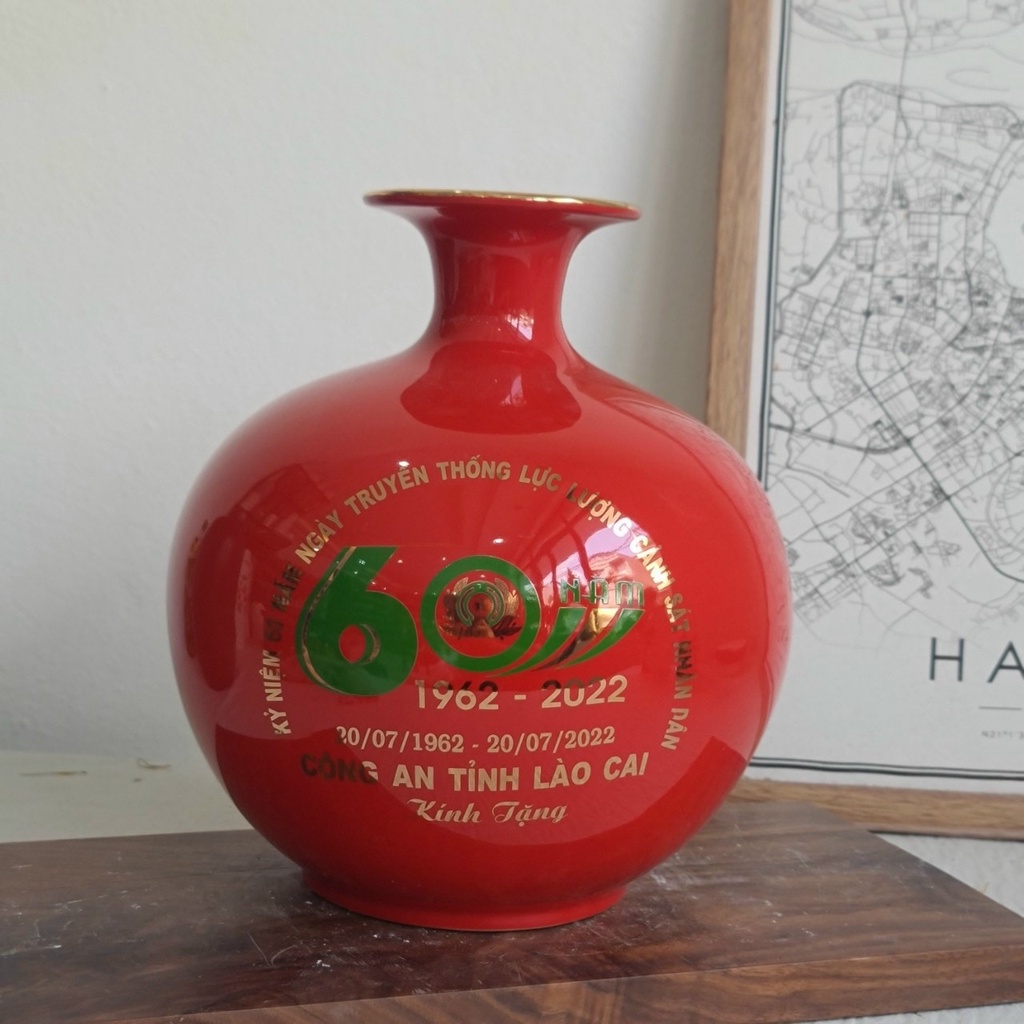 KỶ NIỆM NĂM NGÀY TRUYỀN THỐNG LỰC LƯỢNG CẢNH SÁT NHÂN DÂN
60 NĂM
1962 - 2022
20/07/1962 - 20/07/2022
CÔNG AN TỈNH LÀO CAI
Kính Tặng
HA